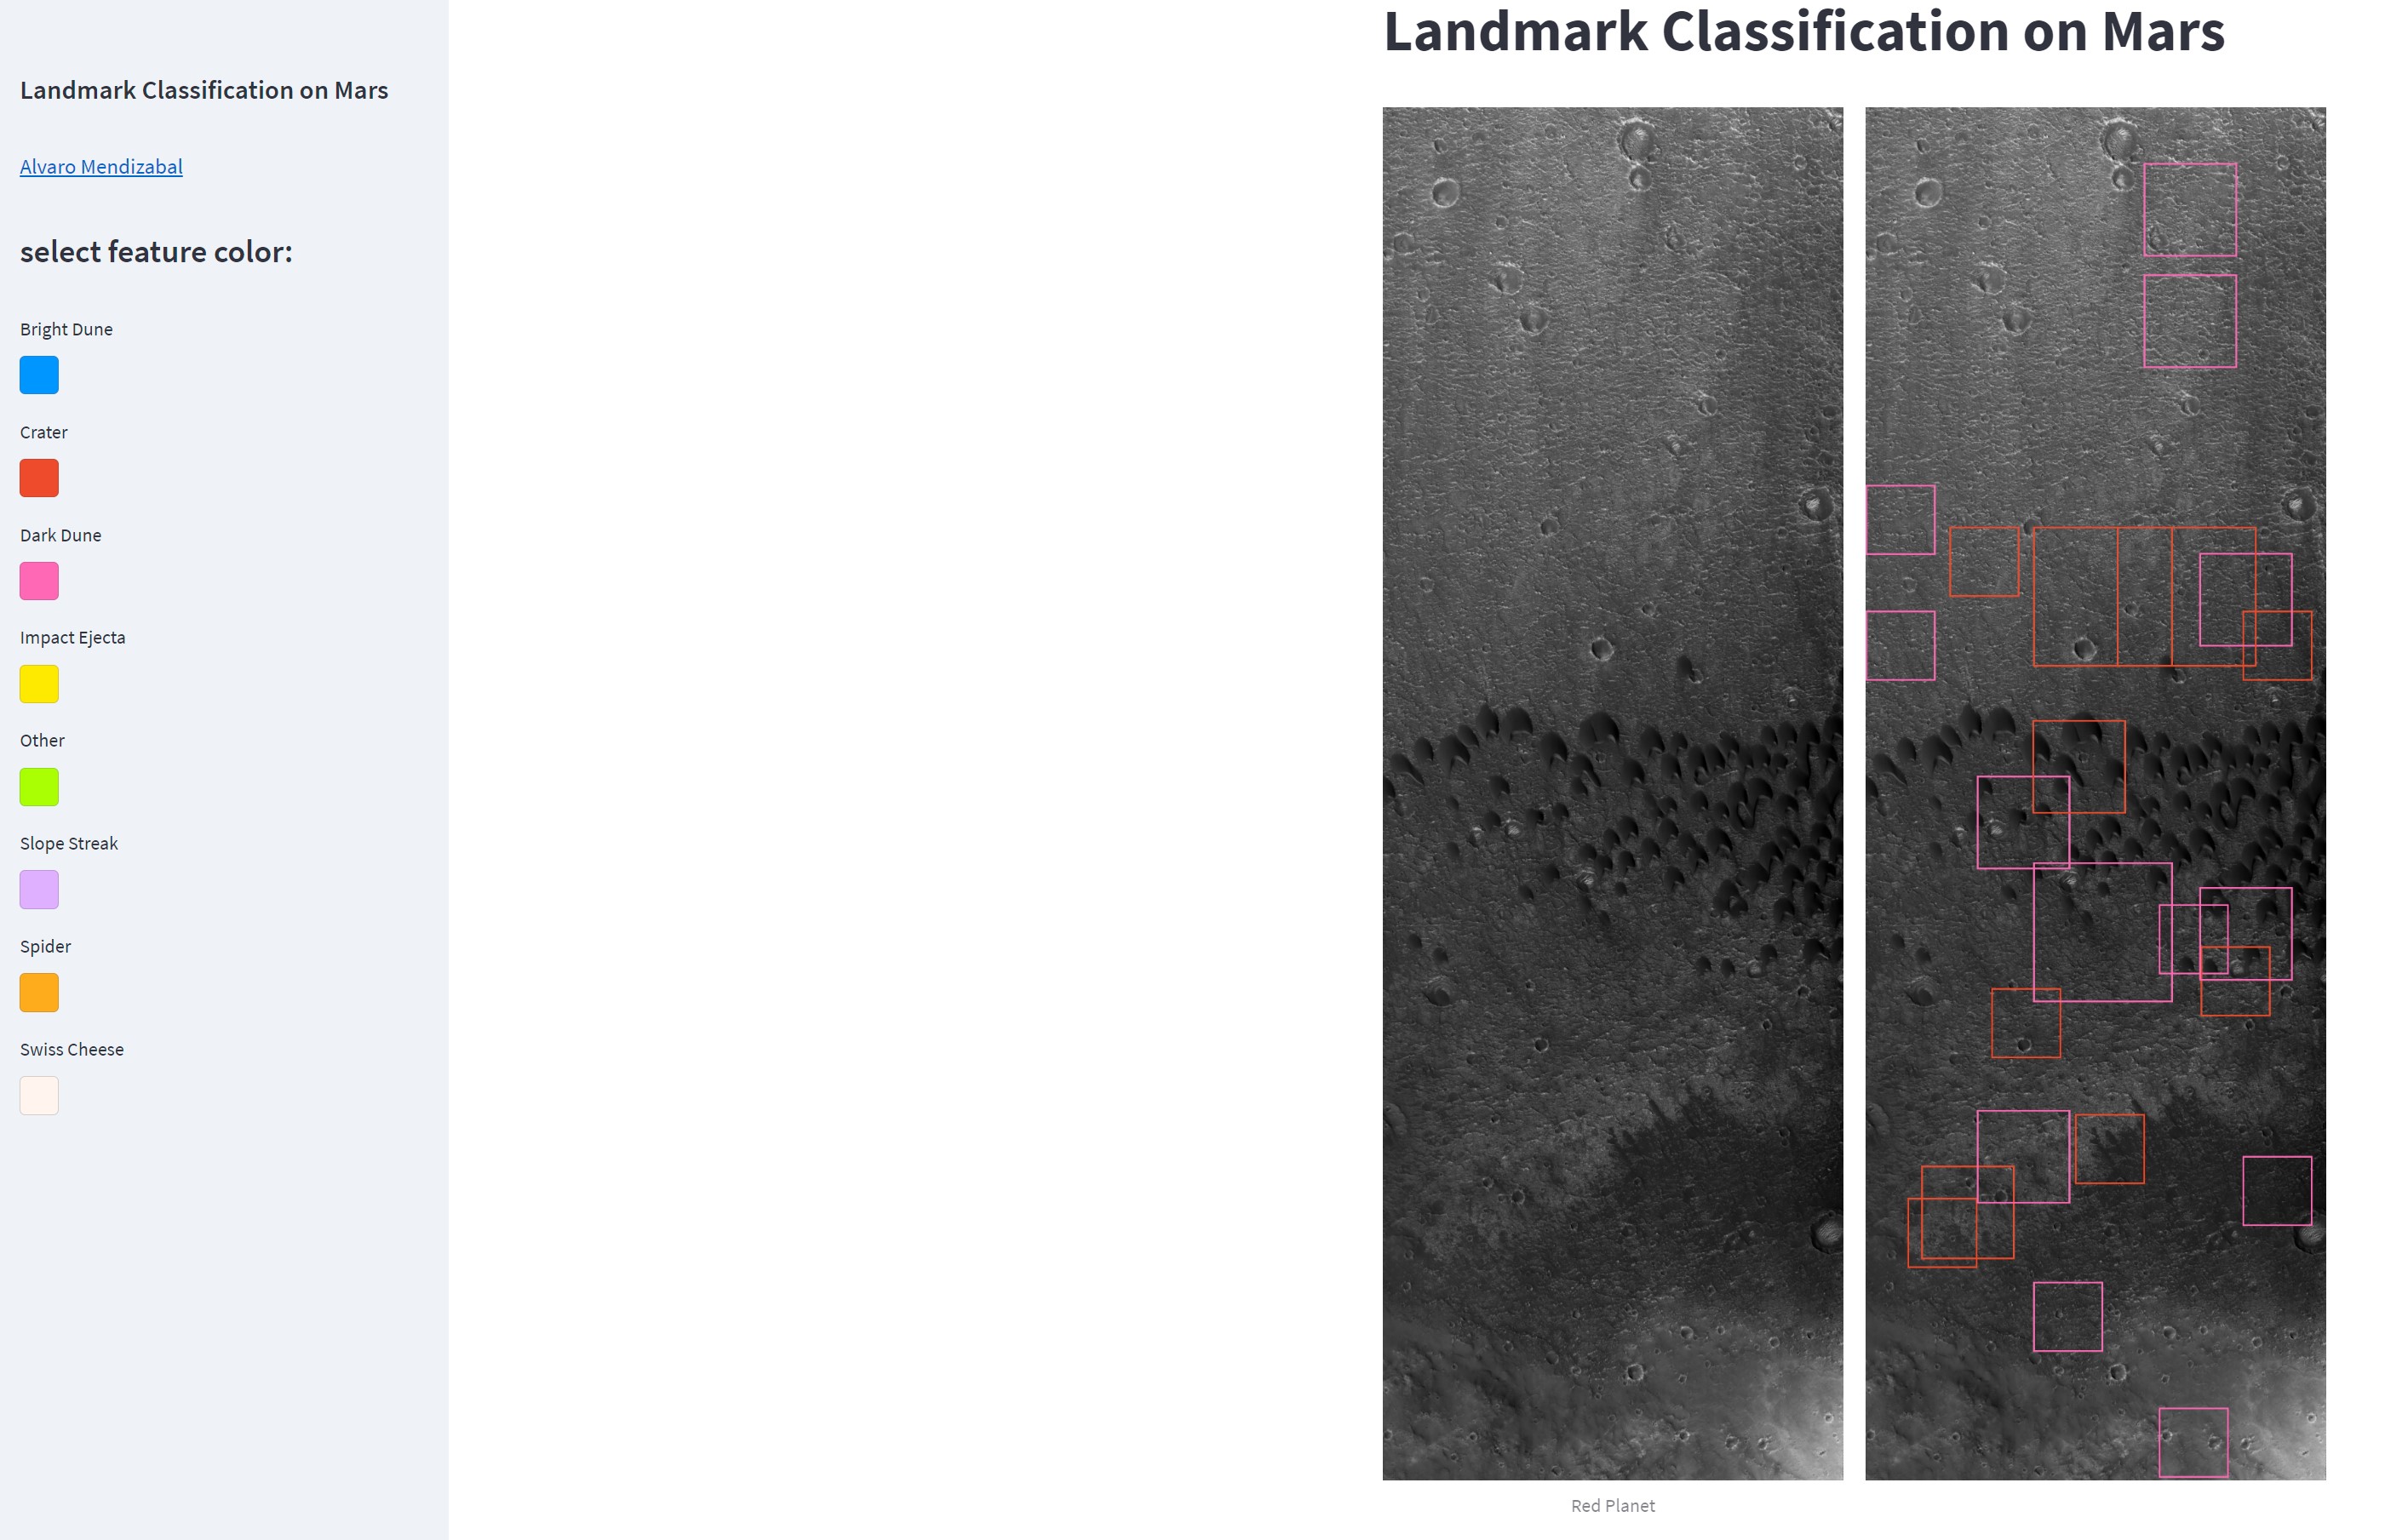 Landmark Classification on Mars
Alvaro Mendizabal
select feature color:
Bright Dune
Crater
Dark Dune
Impact Ejecta
Other
Slope Streak
Spider
Swiss Cheese
Landmark Classification on Mars
Red Planet